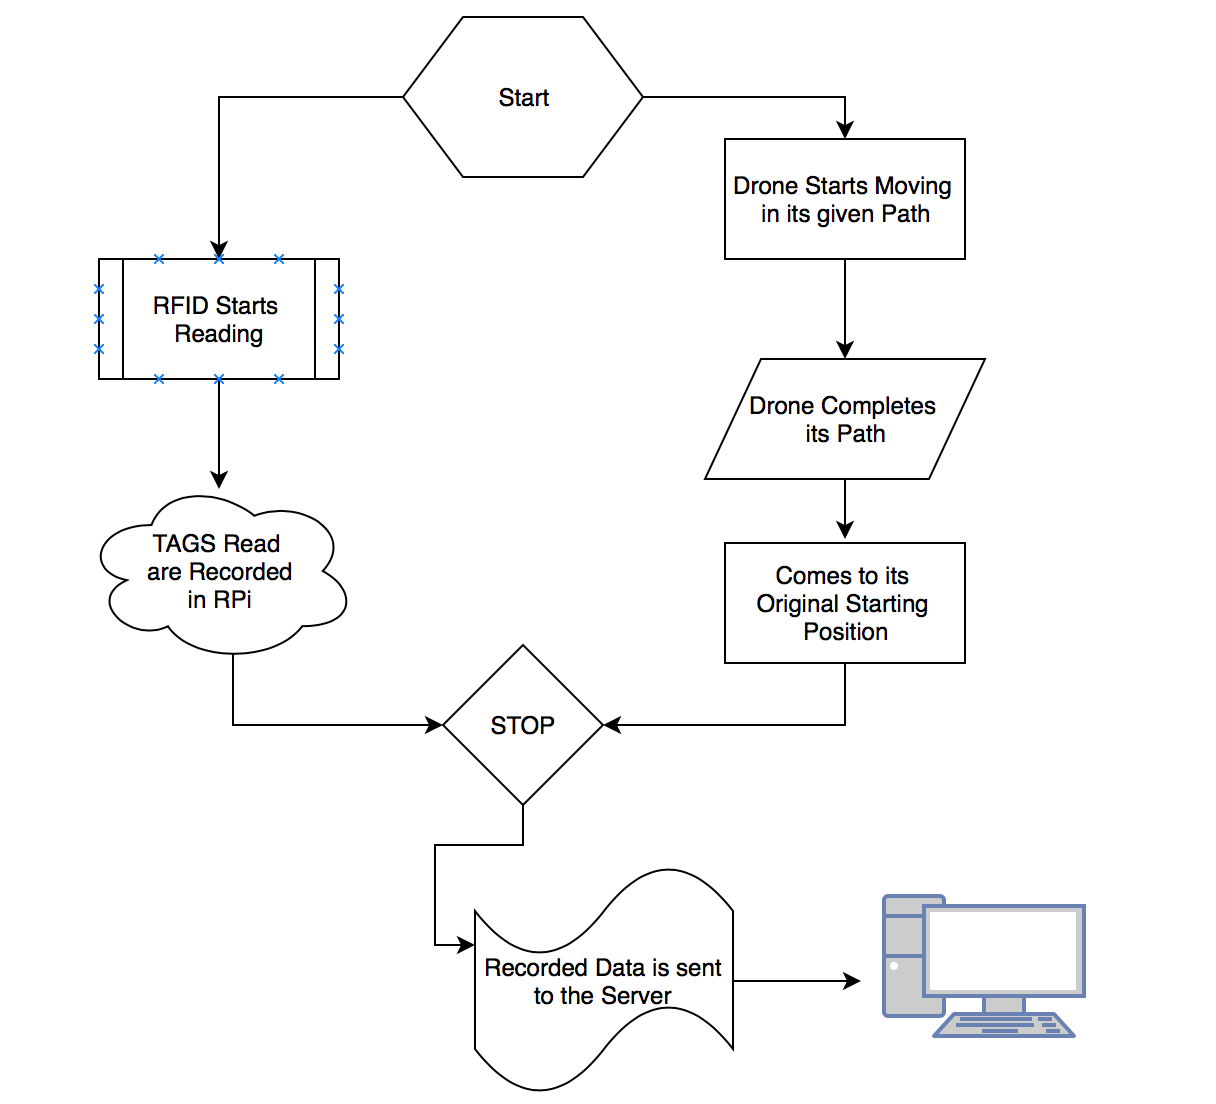 Start
Drone Starts Moving
in its given Path
RFID Starts
Reading
Drone Completes
its Path
TAGS Read
are Recorded
in RPi
Comes to its
Original Starting
Position
STOP
Recorded Data is sent
to the Server